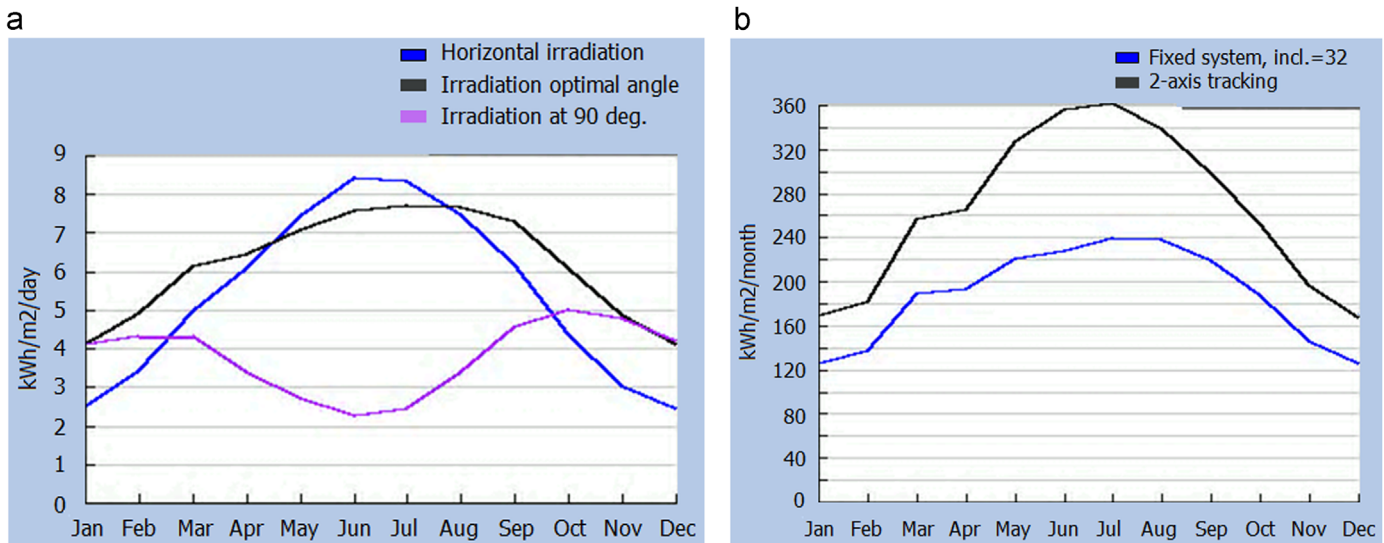 a
Horizontal irradiation
Irradiation optimal angle
Irradiation at 90 deg.
9
8
7
6
5
4
3
2
1
0
kWh/m2/day
Jan Feb Mar Apr May Jun Jul Aug Sep Oct Nov Dec
b
Fixed system, incl.=32
2-axis tracking
360
320
280
240
200
160
120
80
40
0
kWh/m2/month
Jan Feb Mar Apr May Jun Jul Aug Sep Oct Nov Dec